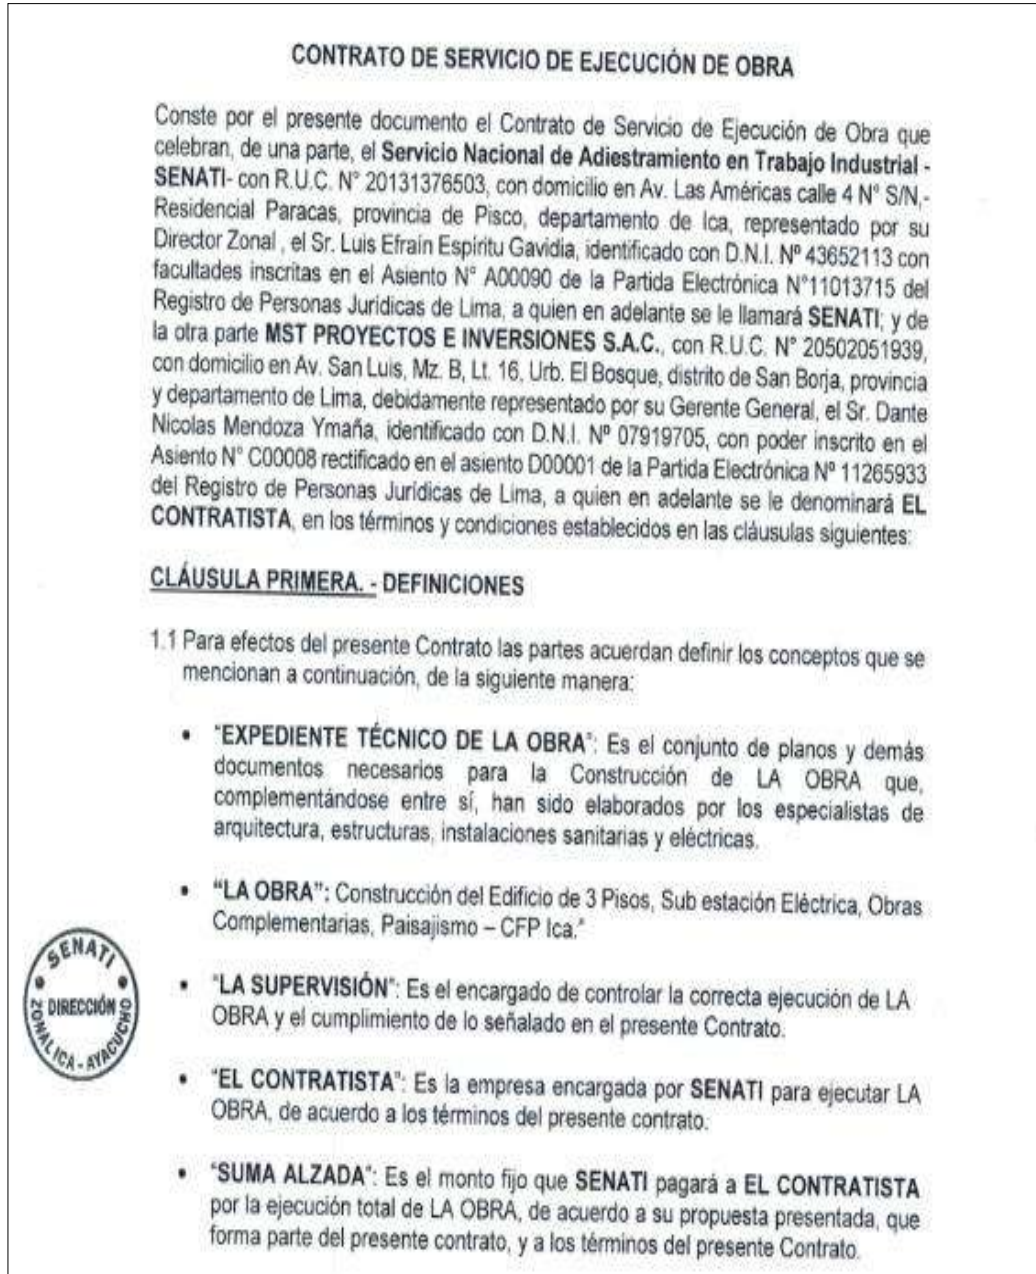 CONTRATO DE SERVICIO DE EJECUCIÓN DE OBRA
Conste por el presente documento el Contrato de Servicio de Ejecución de Obra que
celebran, de una parte, el Servicio Nacional de Adiestramiento en Trabajo Industrial -
SENATI- con R.U.C. N° 20131376503, con domicilio en Av. Las Américas calle 4 N° S/N,-
Residencial Paracas, provincia de Pisco, departamento de Ica, representado por su
Director Zonal , el Sr. Luis Efrain Espíritu Gavidia, identificado con D.N.I. Nº 43652113 con
facultades inscritas en el Asiento N° A00090 de la Partida Electrónica N°11013715 del
Registro de Personas Jurídicas de Lima, a quien en adelante se le llamará SENATI; y de
la otra parte MST PROYECTOS E INVERSIONES S.A.C., con R.U.C. N° 20502051939,
con domicilio en Av. San Luis, Mz. B, Lt. 16, Urb. El Bosque, distrito de San Borja, provincia
y departamento de Lima, debidamente representado por su Gerente General, el Sr. Dante
Nicolas Mendoza Ymaña, identificado con D.N.I. Nº 07919705, con poder inscrito en el
Asiento N° C00008 rectificado en el asiento D00001 de la Partida Electrónica Nº 11265933
del Registro de Personas Jurídicas de Lima, a quien en adelante se le denominará EL
CONTRATISTA, en los términos y condiciones establecidos en las cláusulas siguientes:
CLÁUSULA PRIMERA. - DEFINICIONES
1.1 Para efectos del presente Contrato las partes acuerdan definir los conceptos que se
mencionan a continuación, de la siguiente manera:
• "EXPEDIENTE TÉCNICO DE LA OBRA": Es el conjunto de planos y demás
documentos necesarios para la Construcción de LA OBRA que,
complementándose entre sí, han sido elaborados por los especialistas de
arquitectura, estructuras, instalaciones sanitarias y eléctricas.
• "LA OBRA": Construcción del Edificio de 3 Pisos, Sub estación Eléctrica, Obras
Complementarias, Paisajismo – CFP Ica."
• "LA SUPERVISIÓN": Es el encargado de controlar la correcta ejecución de LA
OBRA y el cumplimiento de lo señalado en el presente Contrato.
SENATI
DIRECCIÓN
ZONAL ICA - AYACUCHO
• "EL CONTRATISTA": Es la empresa encargada por SENATI para ejecutar LA
OBRA, de acuerdo a los términos del presente contrato.
• "SUMA ALZADA": Es el monto fijo que SENATI pagará a EL CONTRATISTA
por la ejecución total de LA OBRA, de acuerdo a su propuesta presentada, que
forma parte del presente contrato, y a los términos del presente Contrato.